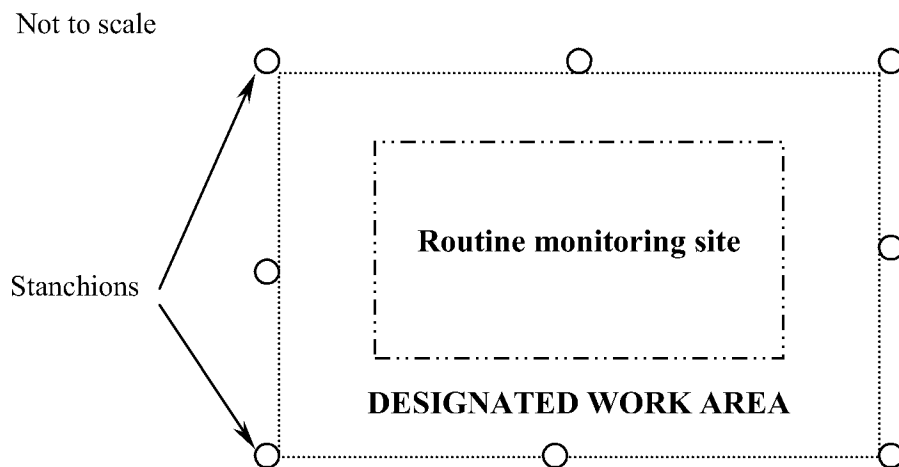 Not to scale
Routine monitoring site
Stanchions
DESIGNATED WORK AREA